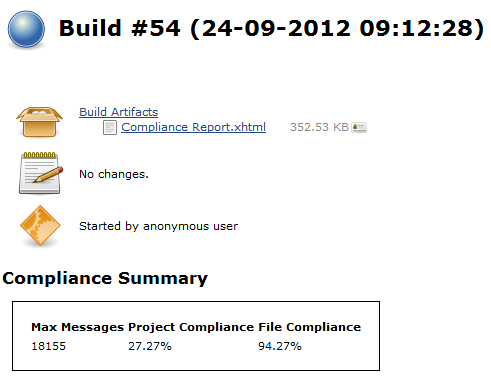 Build #54 (24-09-2012 09:12:28)
Build Artifacts
Compliance Report.xhtml 352.53 KB
No changes.
Started by anonymous user
Compliance Summary
Max Messages Project Compliance File Compliance
18155 27.27% 94.27%